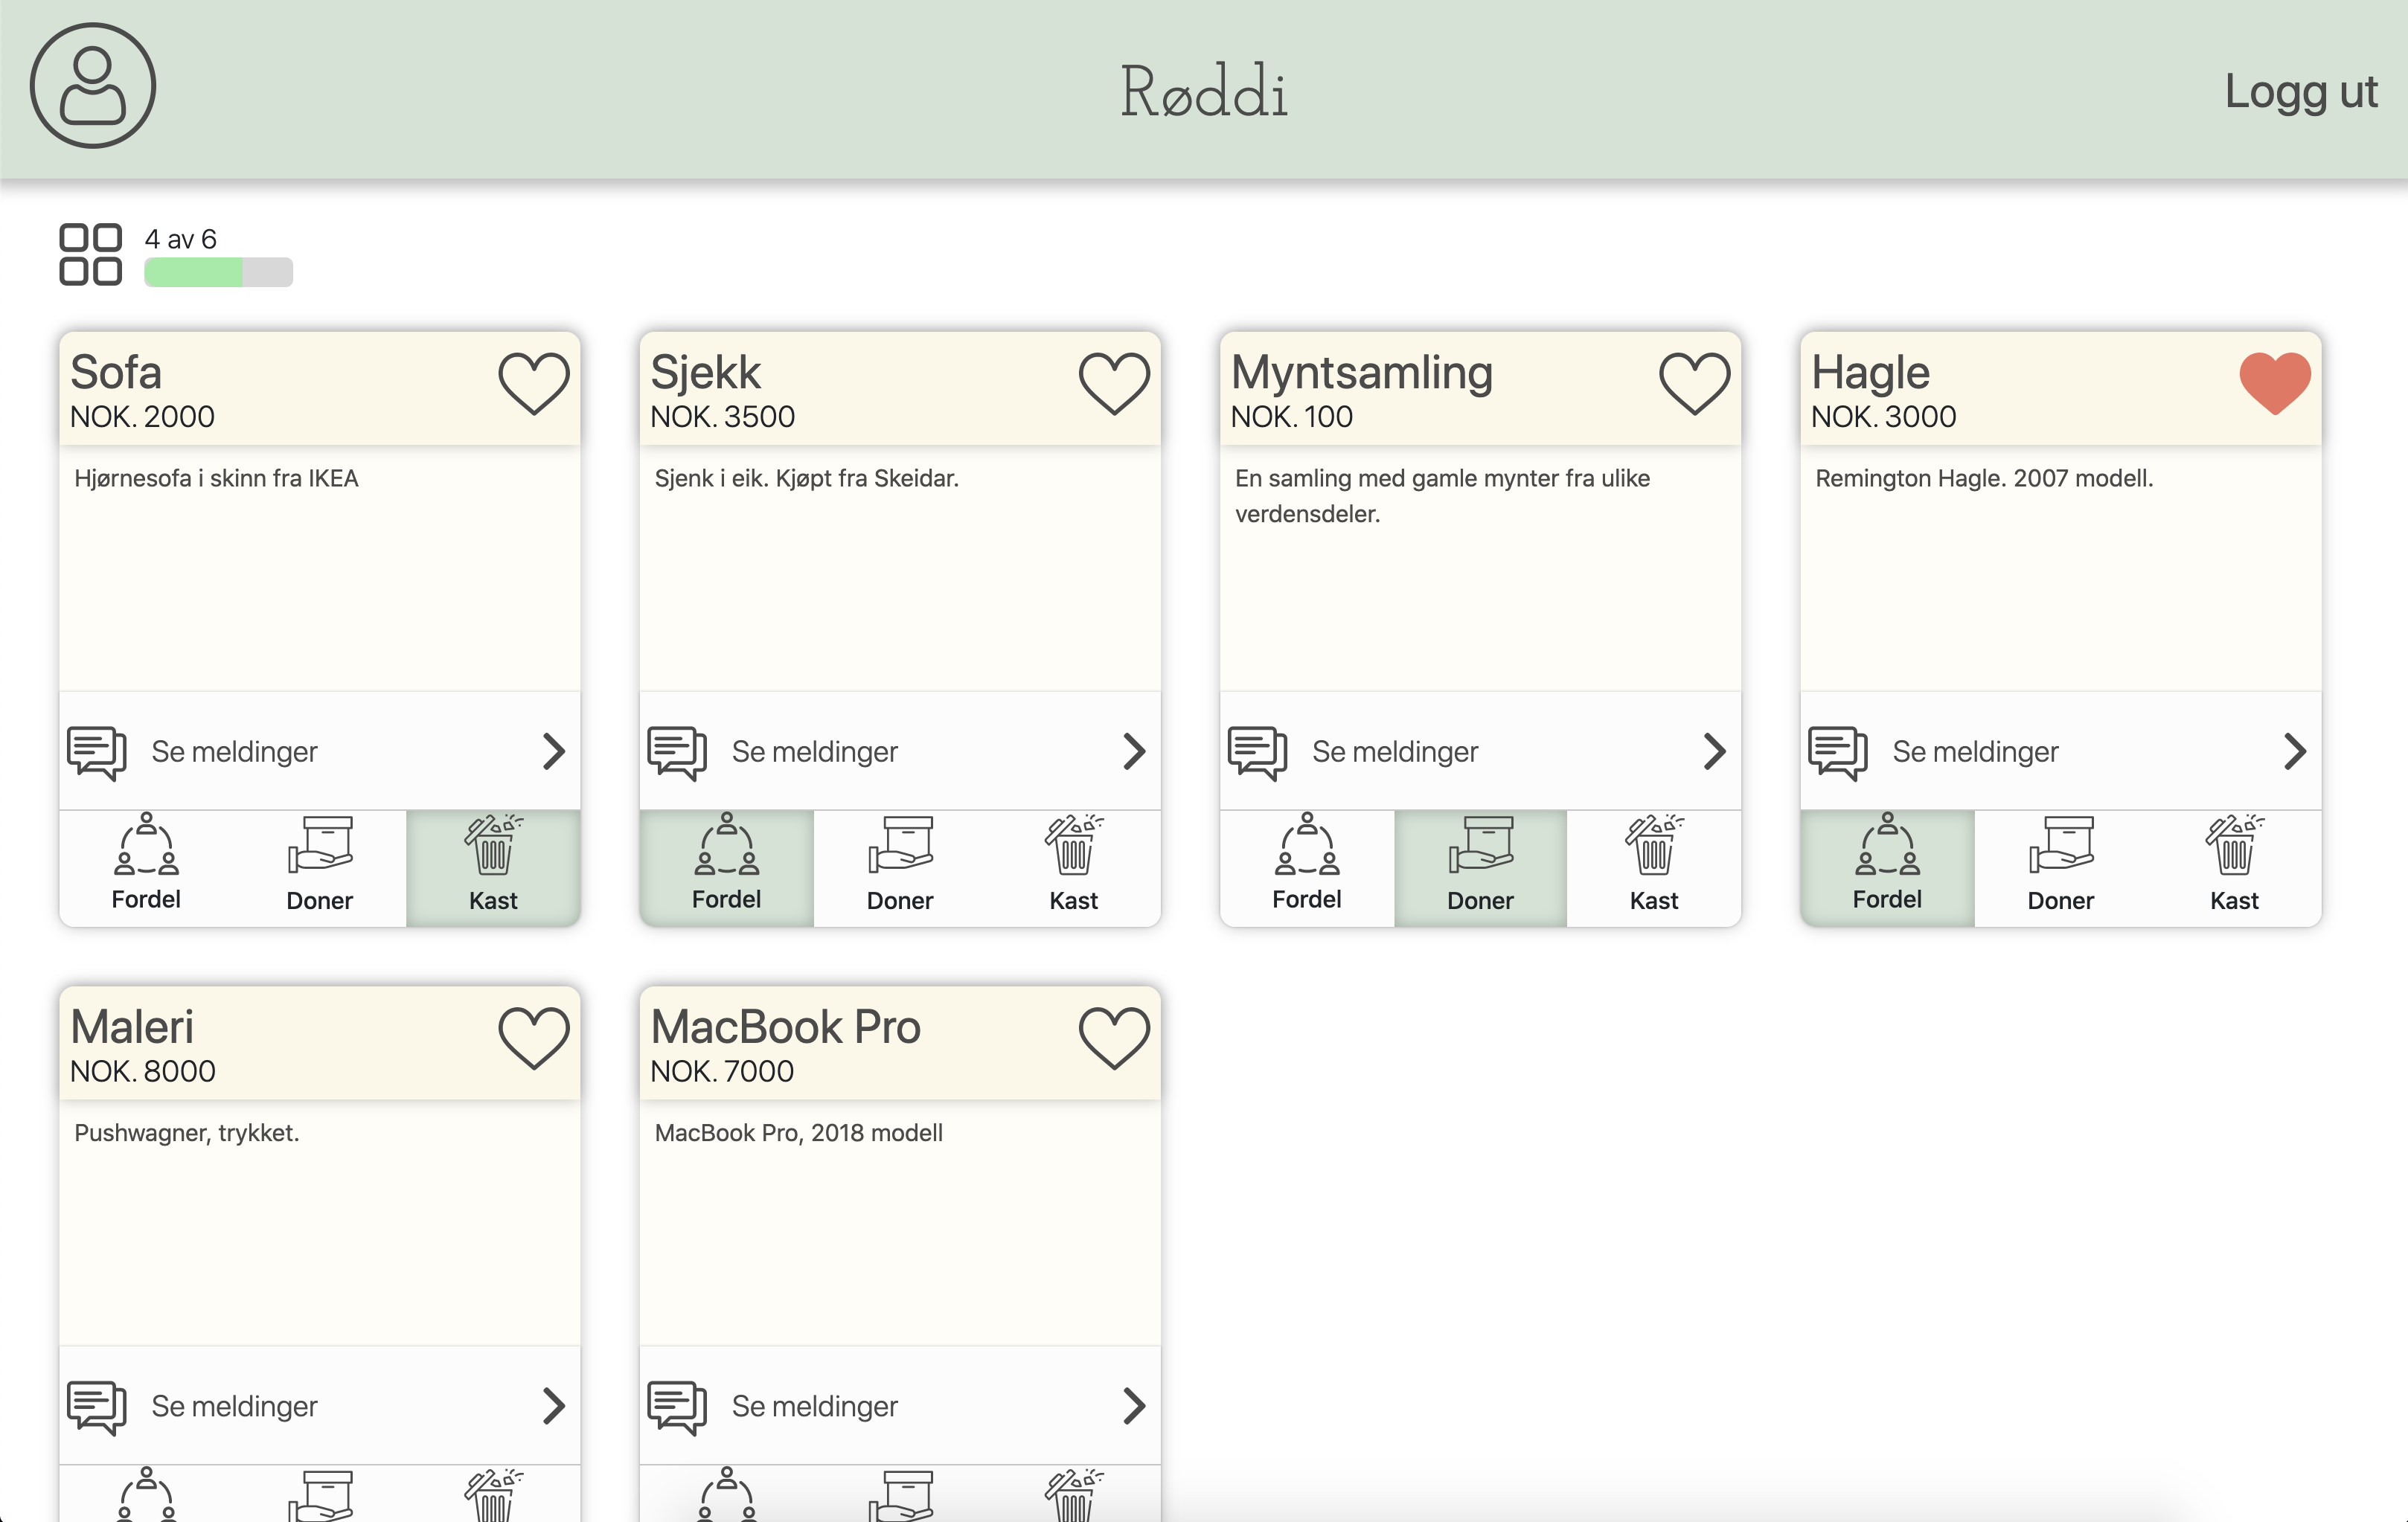 Røddi
Logg ut
4 av 6
Sofa
NOK. 2000
Hjørnesofa i skinn fra IKEA
Se meldinger
Fordel
Doner
Kast
Sjekk
NOK. 3500
Sjenk i eik. Kjøpt fra Skeidar.
Se meldinger
Fordel
Doner
Kast
Myntsamling
NOK. 100
En samling med gamle mynter fra ulike
verdensdeler.
Se meldinger
Fordel
Doner
Kast
Hagle
NOK. 3000
Remington Hagle. 2007 modell.
Se meldinger
Fordel
Doner
Kast
Maleri
NOK. 8000
Pushwagner, trykket.
Se meldinger
MacBook Pro
NOK. 7000
MacBook Pro, 2018 modell
Se meldinger